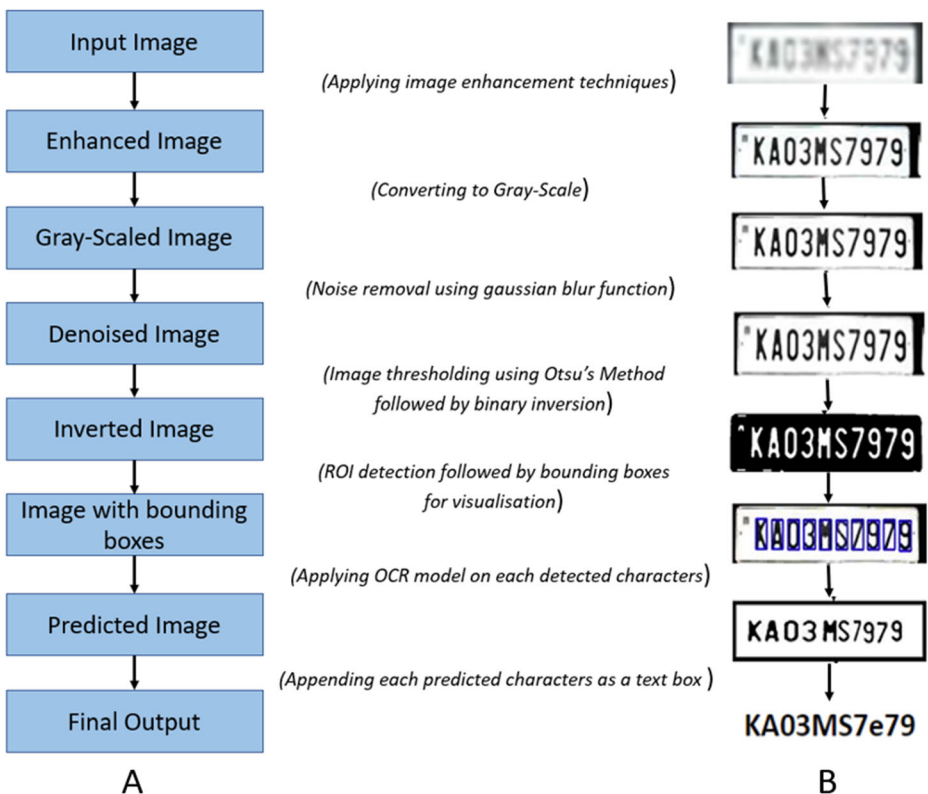 Input Image
(Applying image enhancement techniques)
KA03MS7979
Enhanced Image
KA03MS7979
(Converting to Gray-Scale)
Gray-Scaled Image
KA03MS7979
(Noise removal using gaussian blur function)
Denoised Image
KA03MS7979
(Image thresholding using Otsu's Method
followed by binary inversion)
Inverted Image
KA03MS7979
(ROI detection followed by bounding boxes
for visualisation)
Image with bounding
boxes
KA03MS7979
(Applying OCR model on each detected characters)
Predicted Image
KA03MS7979
(Appending each predicted characters as a text box )
Final Output
KA03MS7e79
A
B